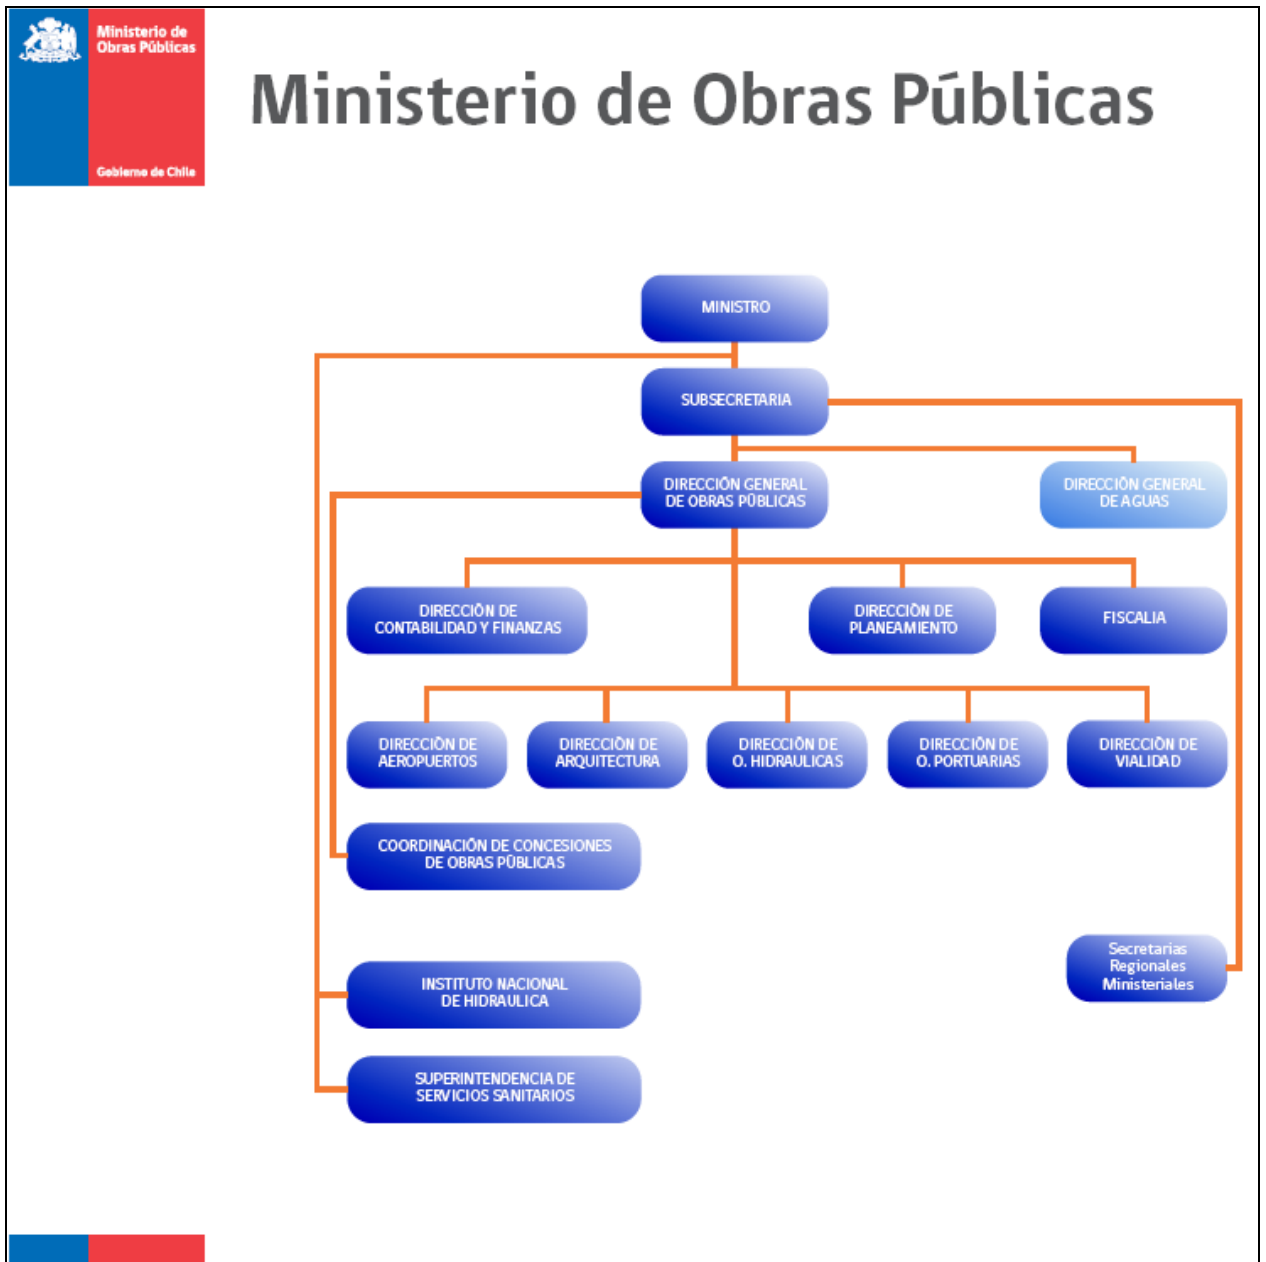 Ministerio de
Obras Públicas
Gobierno de Chile
Ministerio de Obras Públicas
MINISTRO
SUBSECRETARIA
DIRECCIÓN GENERAL
DE OBRAS PÚBLICAS
DIRECCIÓN GENERAL
DE AGUAS
DIRECCIÓN DE
CONTABILIDAD Y FINANZAS
DIRECCIÓN DE
PLANEAMIENTO
FISCALIA
DIRECCIÓN DE
AEROPUERTOS
DIRECCIÓN DE
ARQUITECTURA
DIRECCIÓN DE
O. HIDRAULICAS
DIRECCIÓN DE
O. PORTUARIAS
DIRECCIÓN DE
VIALIDAD
COORDINACIÓN DE CONCESIONES
DE OBRAS PÚBLICAS
INSTITUTO NACIONAL
DE HIDRAULICA
Secretarias
Regionales
Ministeriales
SUPERINTENDENCIA DE
SERVICIOS SANITARIOS